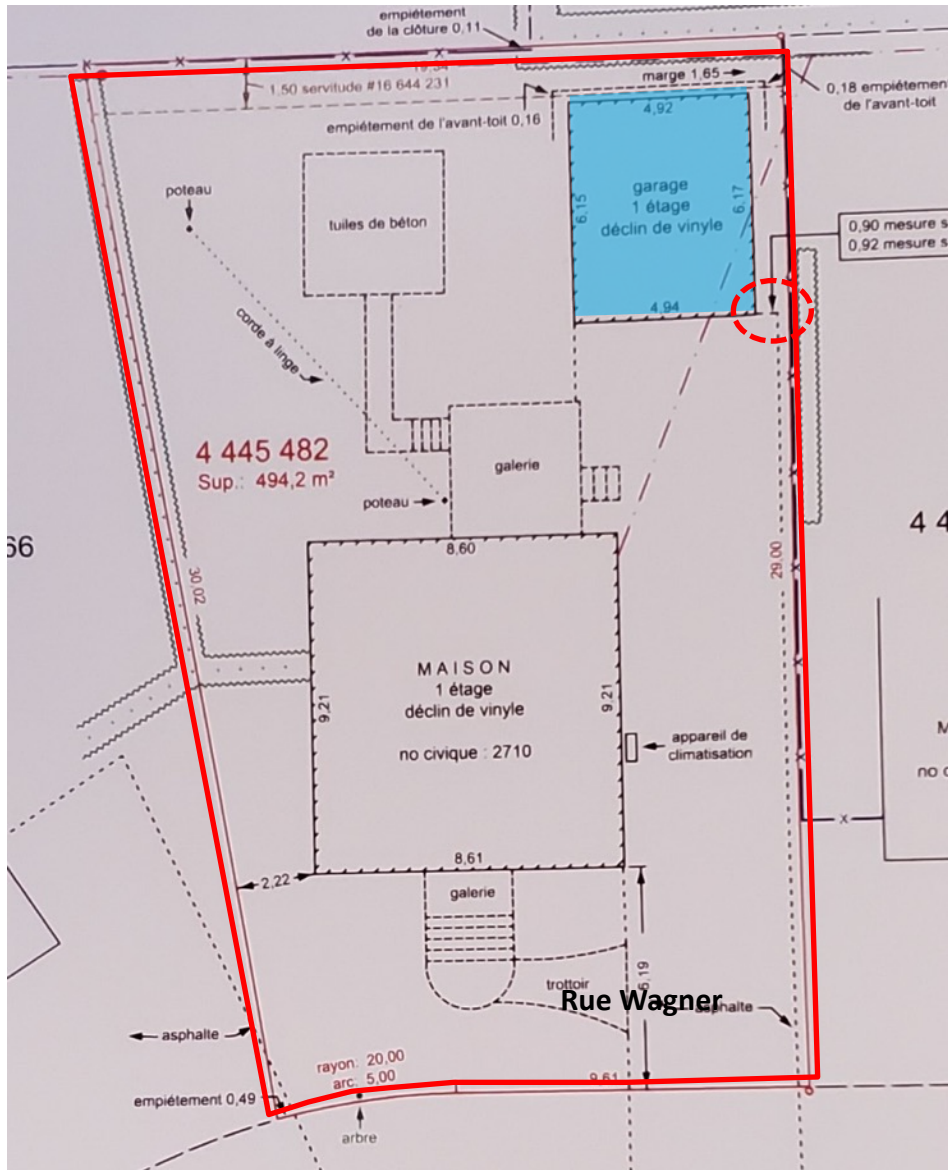 empiétement
de la clôture 0,11
19,54
1.50 servitude #16 644 231
marge 1,65
0,18 empiétement
de l'avant-toit
empiétement de l'avant-toit 0,16
4,92
poteau
tuiles de béton
garage
1 étage
déclin de vinyle
6,15
6,17
0,90 mesure s
0,92 mesure s
4,94
corde à linge
4 445 482
Sup.: 494,2 m²
galerie
poteau
66
4 4
8,60
30,02
29,00
MAISON
1 étage
déclin de vinyle
no civique : 2710
9,21
9,21
appareil de
climatisation
M
no c
8,61
2,22
galerie
6,19
trottoir
Rue Wagner
asphalte
asphalte
rayon: 20,00
arc: 5,00
9,61
empiétement 0,49
arbre